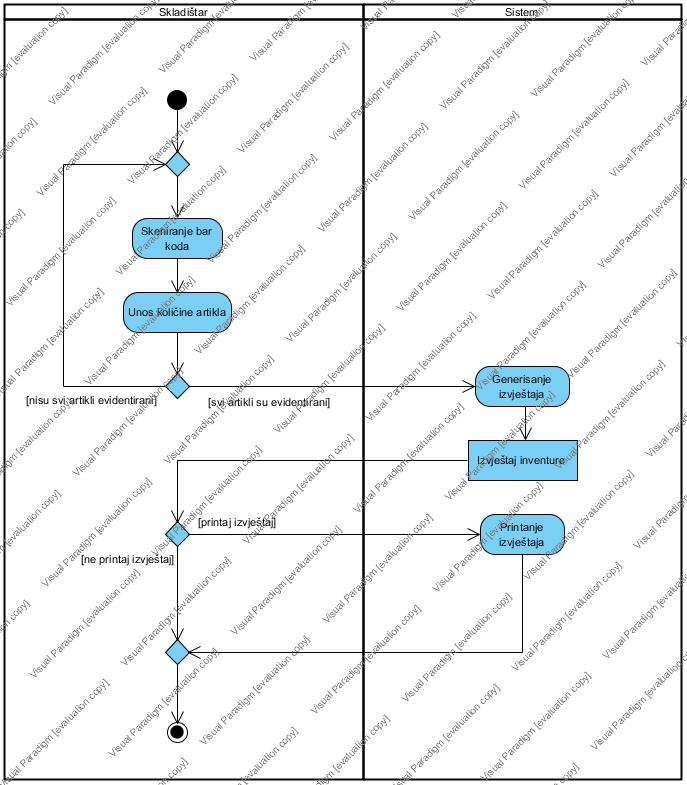 Skladištar
Sistem
Skeniranje bar
koda
Unos količine artikla
[nisu svi artikli evidentirani]
[svi artikli su evidentirani]
Generisanje
izvještaja
Izvještaj inventure
[printaj izvještaj]
Printanje
izvještaja
[ne printaj izvještaj]
Visual Paradigm [evaluation copy]